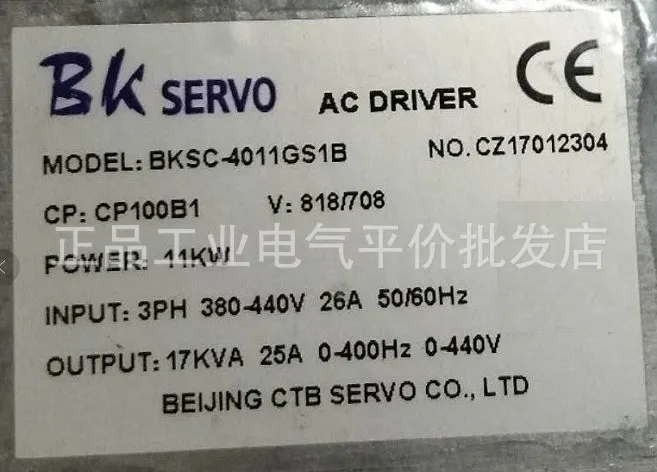 BK SERVO AC DRIVER CE
MODEL: BKSC-4011GS1B NO. CZ17012304
CP: CP100B1 V: 818/708
正品工业电气平价批发店
POWER: 11KW
INPUT: 3PH 380-440V 26A 50/60Hz
OUTPUT: 17KVA 25A 0-400Hz 0-440V
BEIJING CTB SERVO CO., LTD